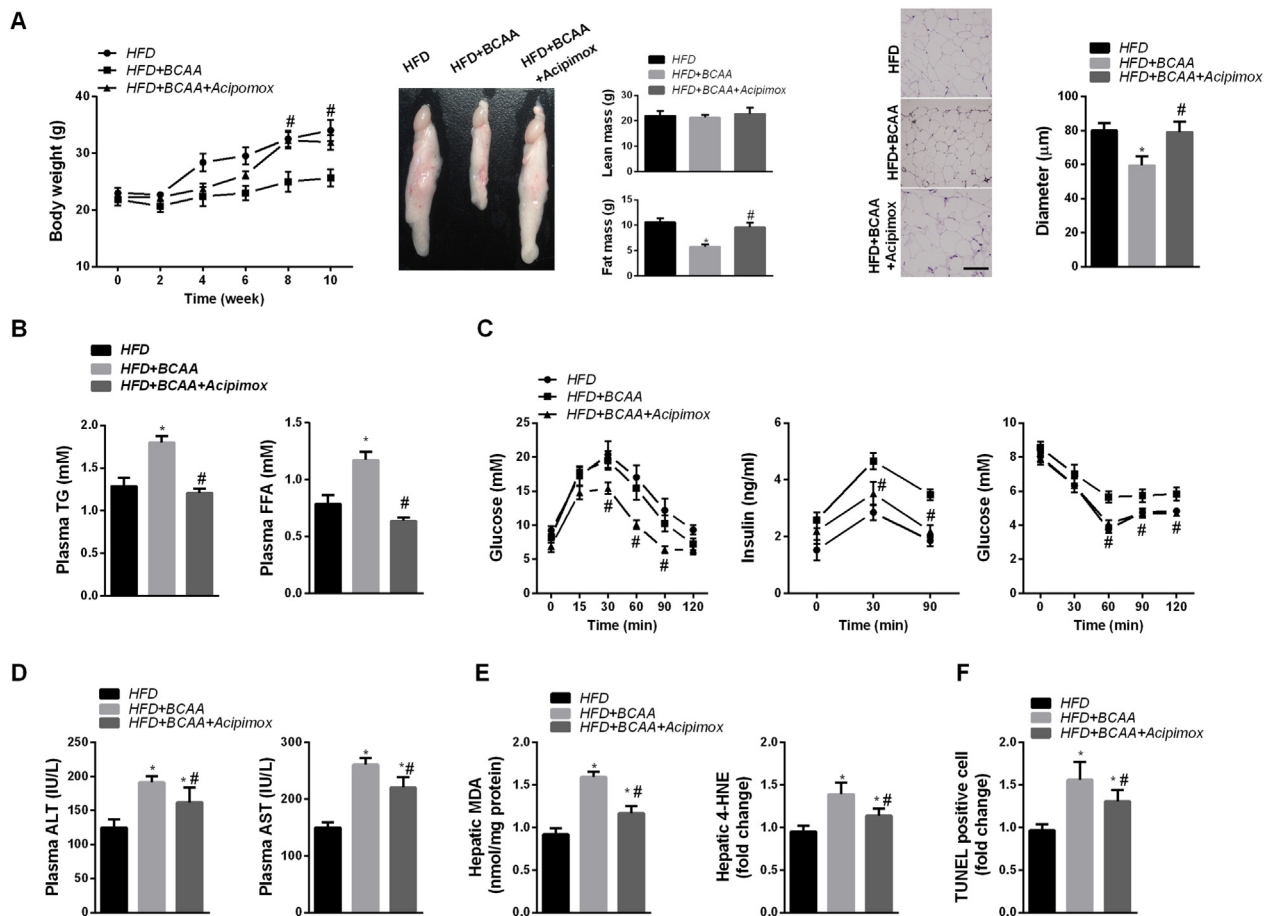 A
HFD
HFD+BCAA
HFD+BCAA+Acipomox
Body weight (g)
40
30
20
10
#
#
0
2
4
6
8
10
Time (week)
HFD
HFD+BCAA
HFD+BCAA
+Acipimox
HFD
HFD+BCAA
HFD+BCAA+Acipimox
Lean mass (g)
30
20
10
0
Fat mass (g)
15
10
5
0
*
#
HFD
HFD+BCAA
HFD+BCAA
+Acipimox
HFD
HFD+BCAA
HFD+BCAA+Acipimox
Diameter (μm)
100
80
60
40
20
0
*
#
B
HFD
HFD+BCAA
HFD+BCAA+Acipimox
Plasma TG (mM)
2.0
1.5
1.0
0.5
0.0
*
#
Plasma FFA (mM)
1.5
1.0
0.5
0.0
*
#
C
HFD
HFD+BCAA
HFD+BCAA+Acipimox
Glucose (mM)
25
20
15
10
5
0
#
#
#
0
15
30
60
90
120
Time (min)
Insulin (ng/ml)
6
4
2
0
#
#
0
30
90
Time (min)
Glucose (mM)
10
8
6
4
2
0
#
#
#
0
30
60
90
120
Time (min)
D
HFD
HFD+BCAA
HFD+BCAA+Acipimox
Plasma ALT (IU/L)
250
200
150
100
50
0
*
*#
Plasma AST (IU/L)
300
200
100
0
*
*#
E
HFD
HFD+BCAA
HFD+BCAA+Acipimox
Hepatic MDA
(nmol/mg protein)
2.0
1.5
1.0
0.5
0.0
*
*#
Hepatic 4-HNE
(fold change)
2.0
1.5
1.0
0.5
0.0
*
*#
F
HFD
HFD+BCAA
HFD+BCAA+Acipimox
TUNEL positive cell
(fold change)
2.0
1.5
1.0
0.5
0.0
*
*#